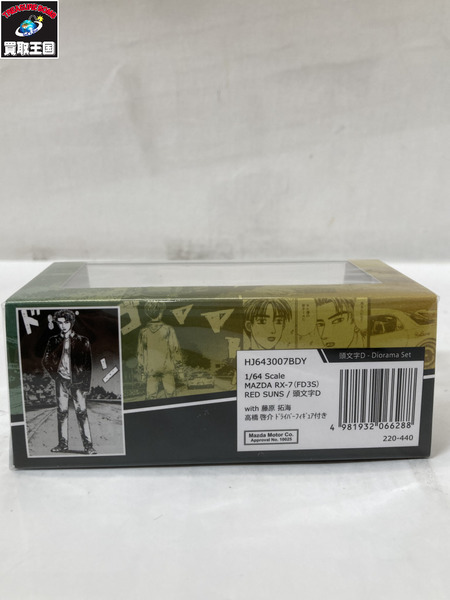 TREASURE KING
買取王国
ド
頭文字D - Diorama Set
HJ643007BDY
1/64 Scale
MAZDA RX-7 (FD3S)
RED SUNS / 頭文字D
with 藤原 拓海
高橋 啓介 ドライバーフィギュア付き
Mazda Motor Co.
Approval No. 10025
4 981932 066288
220-440